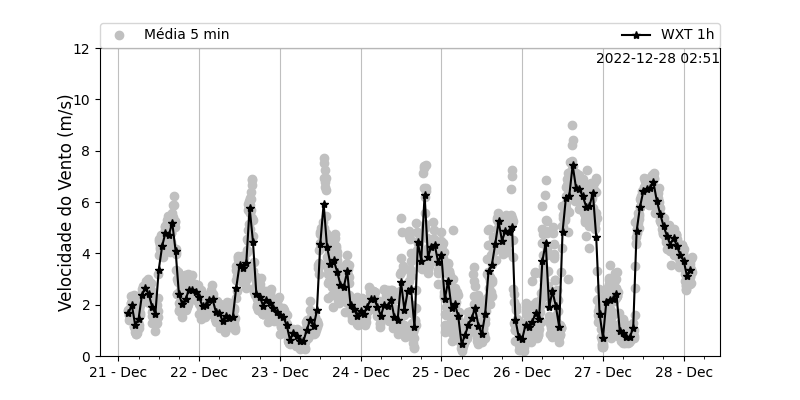 Média 5 min
WXT 1h
2022-12-28 02:51
Velocidade do Vento (m/s)
12
10
8
6
4
2
0
21 - Dec
22 - Dec
23 - Dec
24 - Dec
25 - Dec
26 - Dec
27 - Dec
28 - Dec